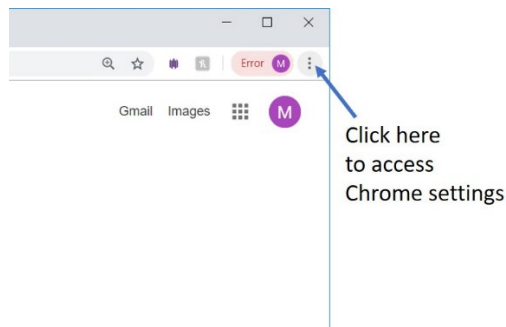 Error M
Gmail Images M
Click here
to access
Chrome settings